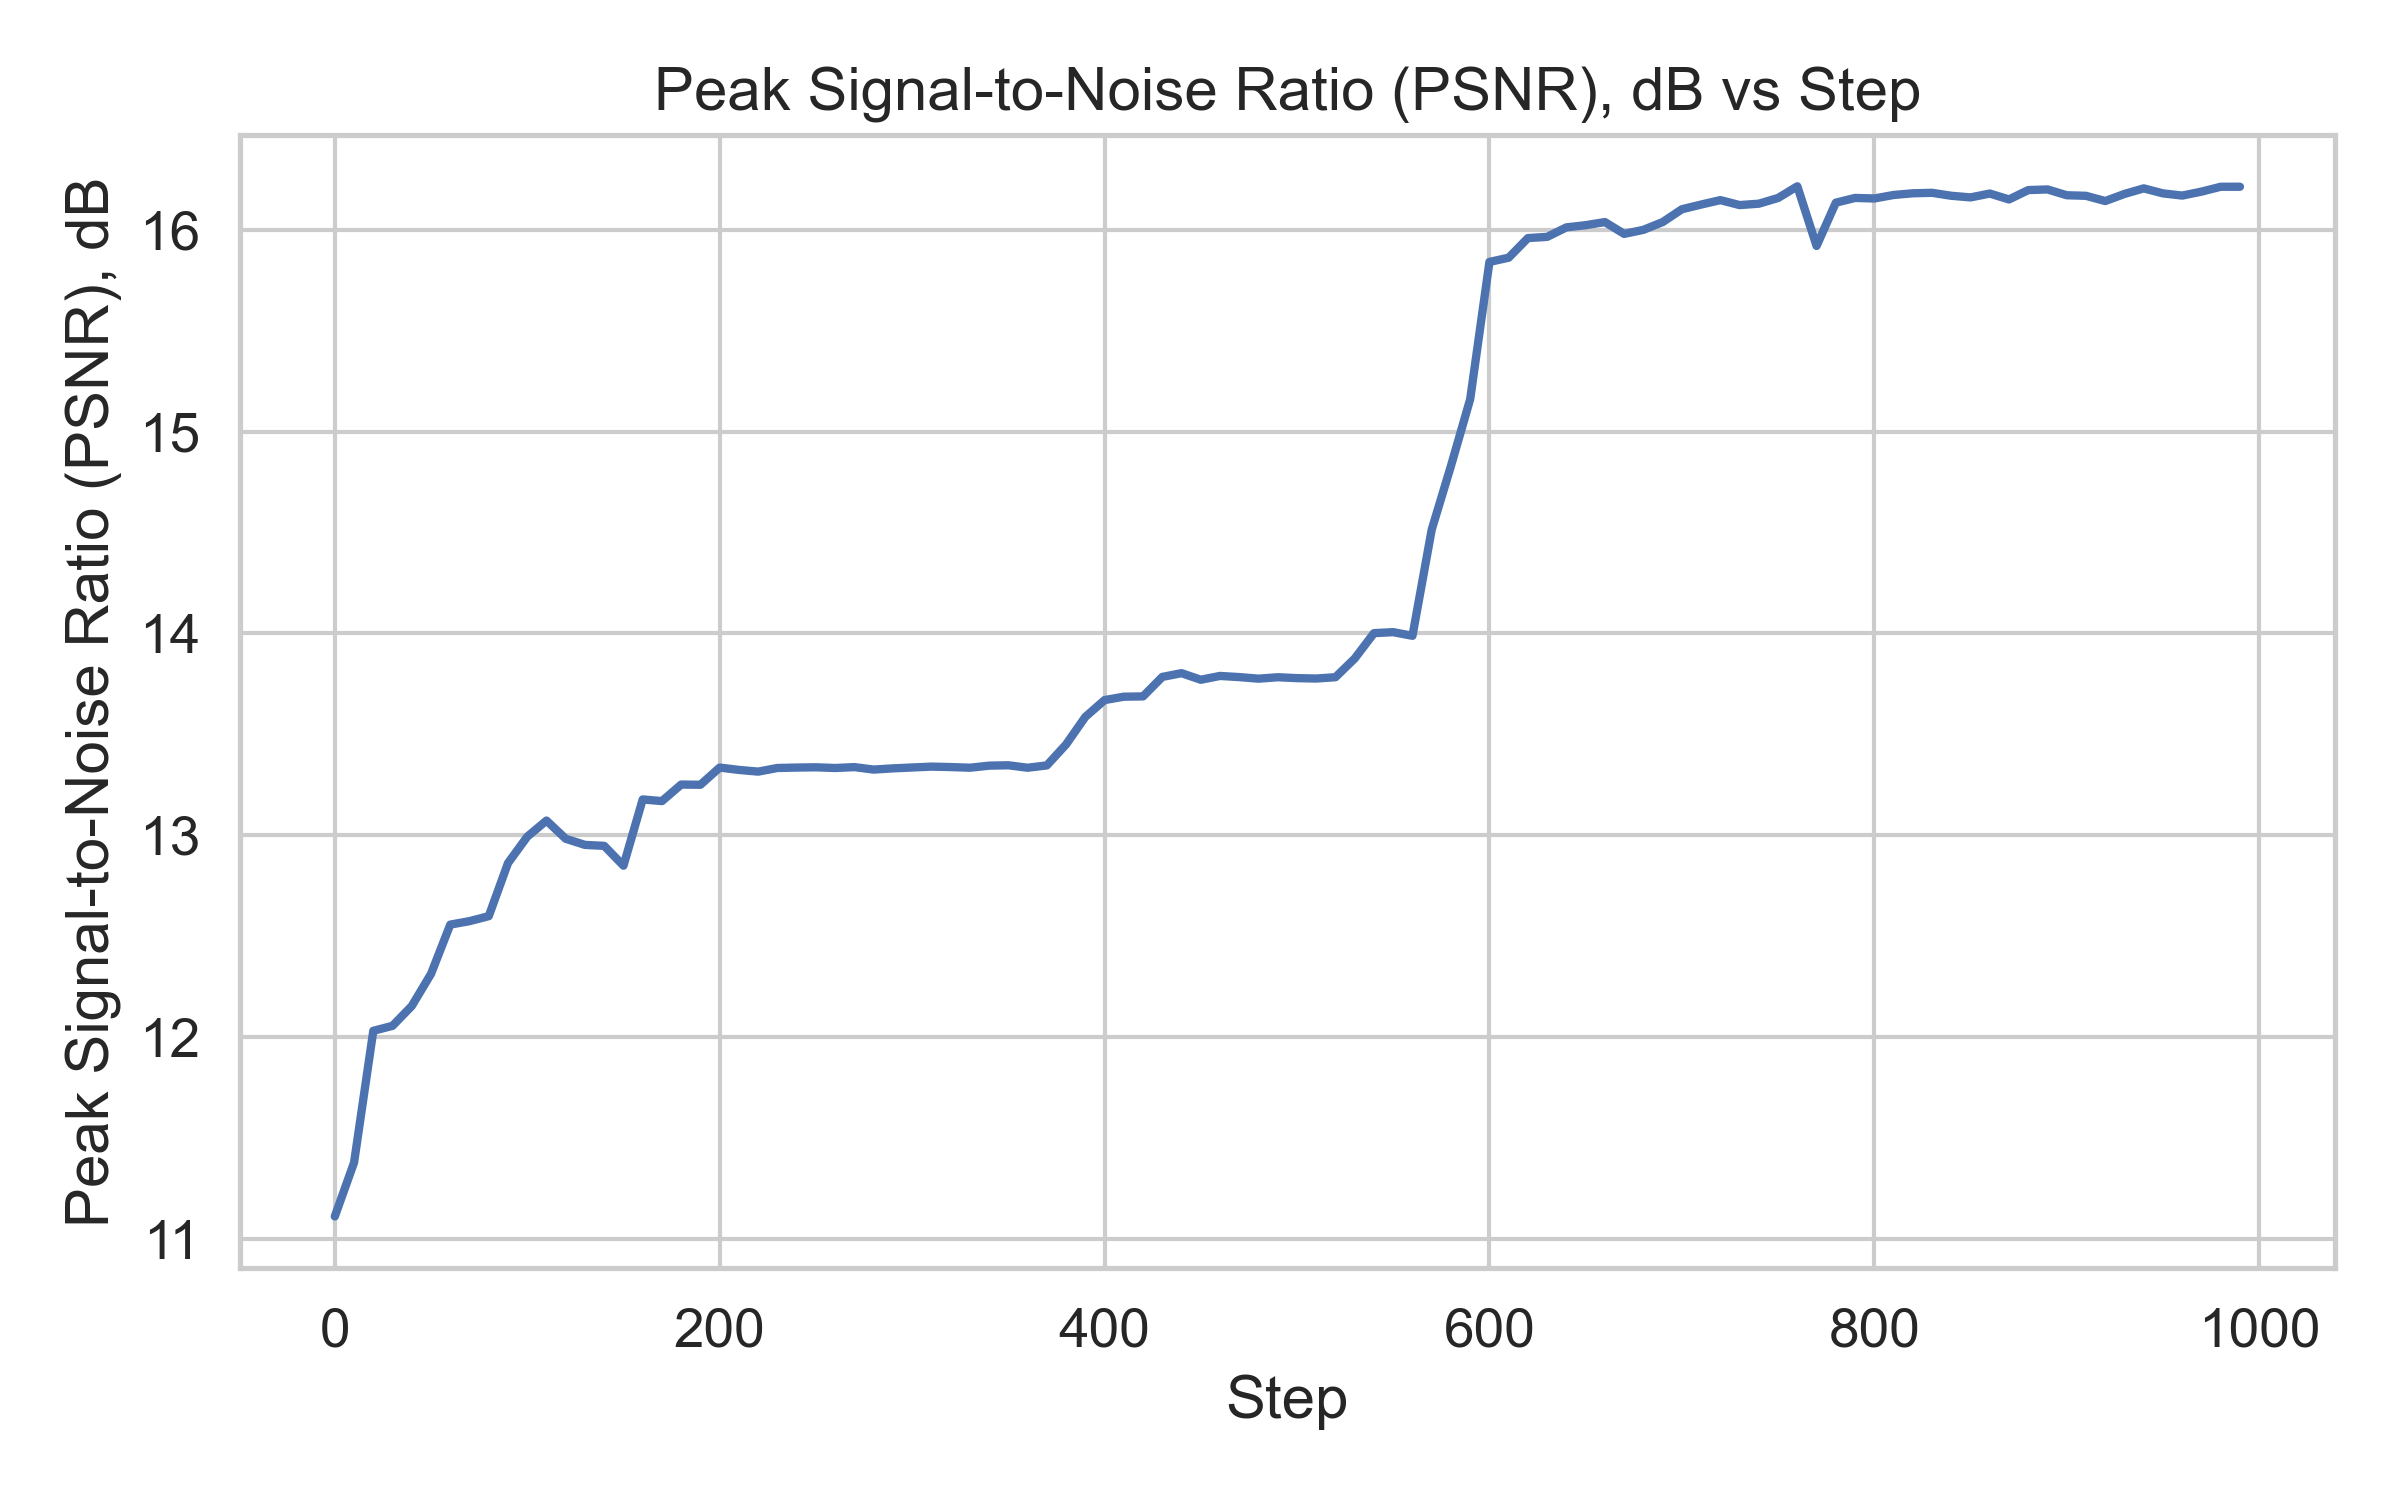 Peak Signal-to-Noise Ratio (PSNR), dB vs Step
Peak Signal-to-Noise Ratio (PSNR), dB
16
15
14
13
12
11
0 200 400 600 800 1000
Step